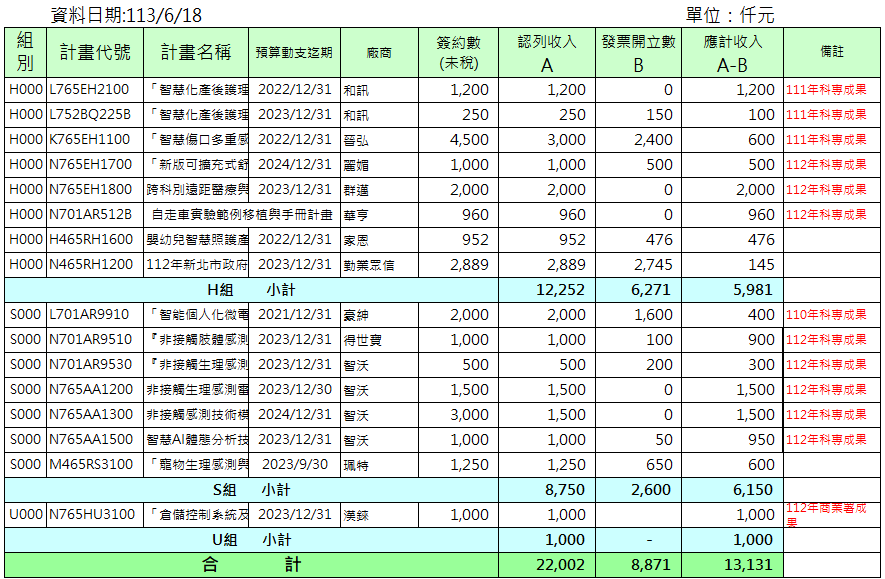 資料日期:113/6/18 單位：仟元
組別 計畫代號 計畫名稱 預算動支迄期 廠商 簽約數(未稅) 認列收入 A 發票開立數 B 應計收入 A-B 備註
H000 L765EH2100 「智慧化產後護理 2022/12/31 和訊 1,200 1,200 0 1,200 111年科專成果
H000 L752BQ225B 「智慧化產後護理 2023/12/31 和訊 250 250 150 100 111年科專成果
H000 K765EH1100 「智慧傷口多重感 2022/12/31 晉弘 4,500 3,000 2,400 600 111年科專成果
H000 N765EH1700 「新版可擴充式舒 2024/12/31 麗媚 1,000 1,000 500 500 112年科專成果
H000 N765EH1800 跨科別遠距醫療與 2023/12/31 群邁 2,000 2,000 0 2,000 112年科專成果
H000 N701AR512B 自走車實驗範例移植與手冊計畫 華亨 960 960 0 960 112年科專成果
H000 H465RH1600 嬰幼兒智慧照護產 2022/12/31 家恩 952 952 476 476
H000 N465RH1200 112年新北市政府 2023/12/31 勤業眾信 2,889 2,889 2,745 145
H組 小計 12,252 6,271 5,981
S000 L701AR9910 「智能個人化微電 2021/12/31 豪紳 2,000 2,000 1,600 400 110年科專成果
S000 N701AR9510 『非接觸肢體感測 2023/12/31 得世寶 1,000 1,000 100 900 112年科專成果
S000 N701AR9530 『非接觸生理感測 2023/12/31 智沃 500 500 200 300 112年科專成果
S000 N765AA1200 非接觸生理感測雷 2023/12/30 智沃 1,500 1,500 0 1,500 112年科專成果
S000 N765AA1300 非接觸感測技術模 2024/12/31 智沃 3,000 1,500 0 1,500 112年科專成果
S000 N765AA1500 智慧AI體態分析技 2023/12/31 智沃 1,000 1,000 50 950 112年科專成果
S000 M465RS3100 「寵物生理感測與 2023/9/30 珮特 1,250 1,250 650 600
S組 小計 8,750 2,600 6,150
U000 N765HU3100 「倉儲控制系統及 2023/12/31 漢錸 1,000 1,000 1,000 112年商業署成果
U組 小計 1,000 - 1,000
合 計 22,002 8,871 13,131